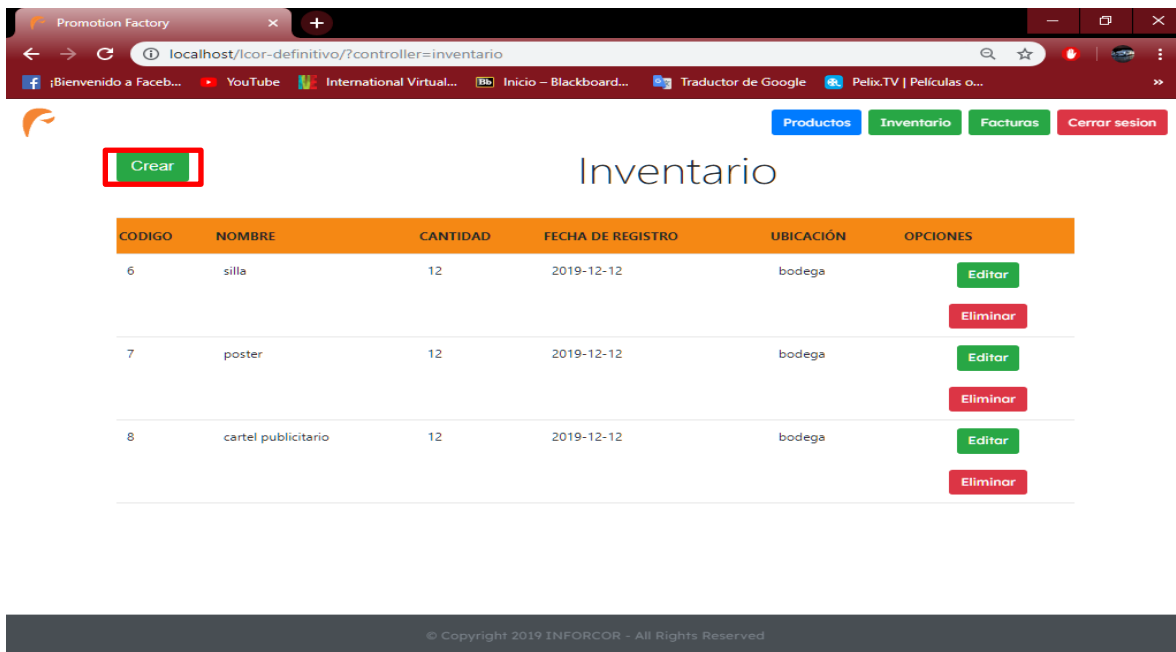 Promotion Factory
localhost/lcor-definitivo/?controller=inventario
¡Bienvenido a Faceb... YouTube International Virtual... Bb Inicio – Blackboard... Traductor de Google Pelix.TV | Películas o... »
Productos Inventario Facturas Cerrar sesion
Crear
Inventario
CODIGO NOMBRE CANTIDAD FECHA DE REGISTRO UBICACIÓN OPCIONES
6 silla 12 2019-12-12 bodega Editar
Eliminar
7 poster 12 2019-12-12 bodega Editar
Eliminar
8 cartel publicitario 12 2019-12-12 bodega Editar
Eliminar
© Copyright 2019 INFORCOR - All Rights Reserved